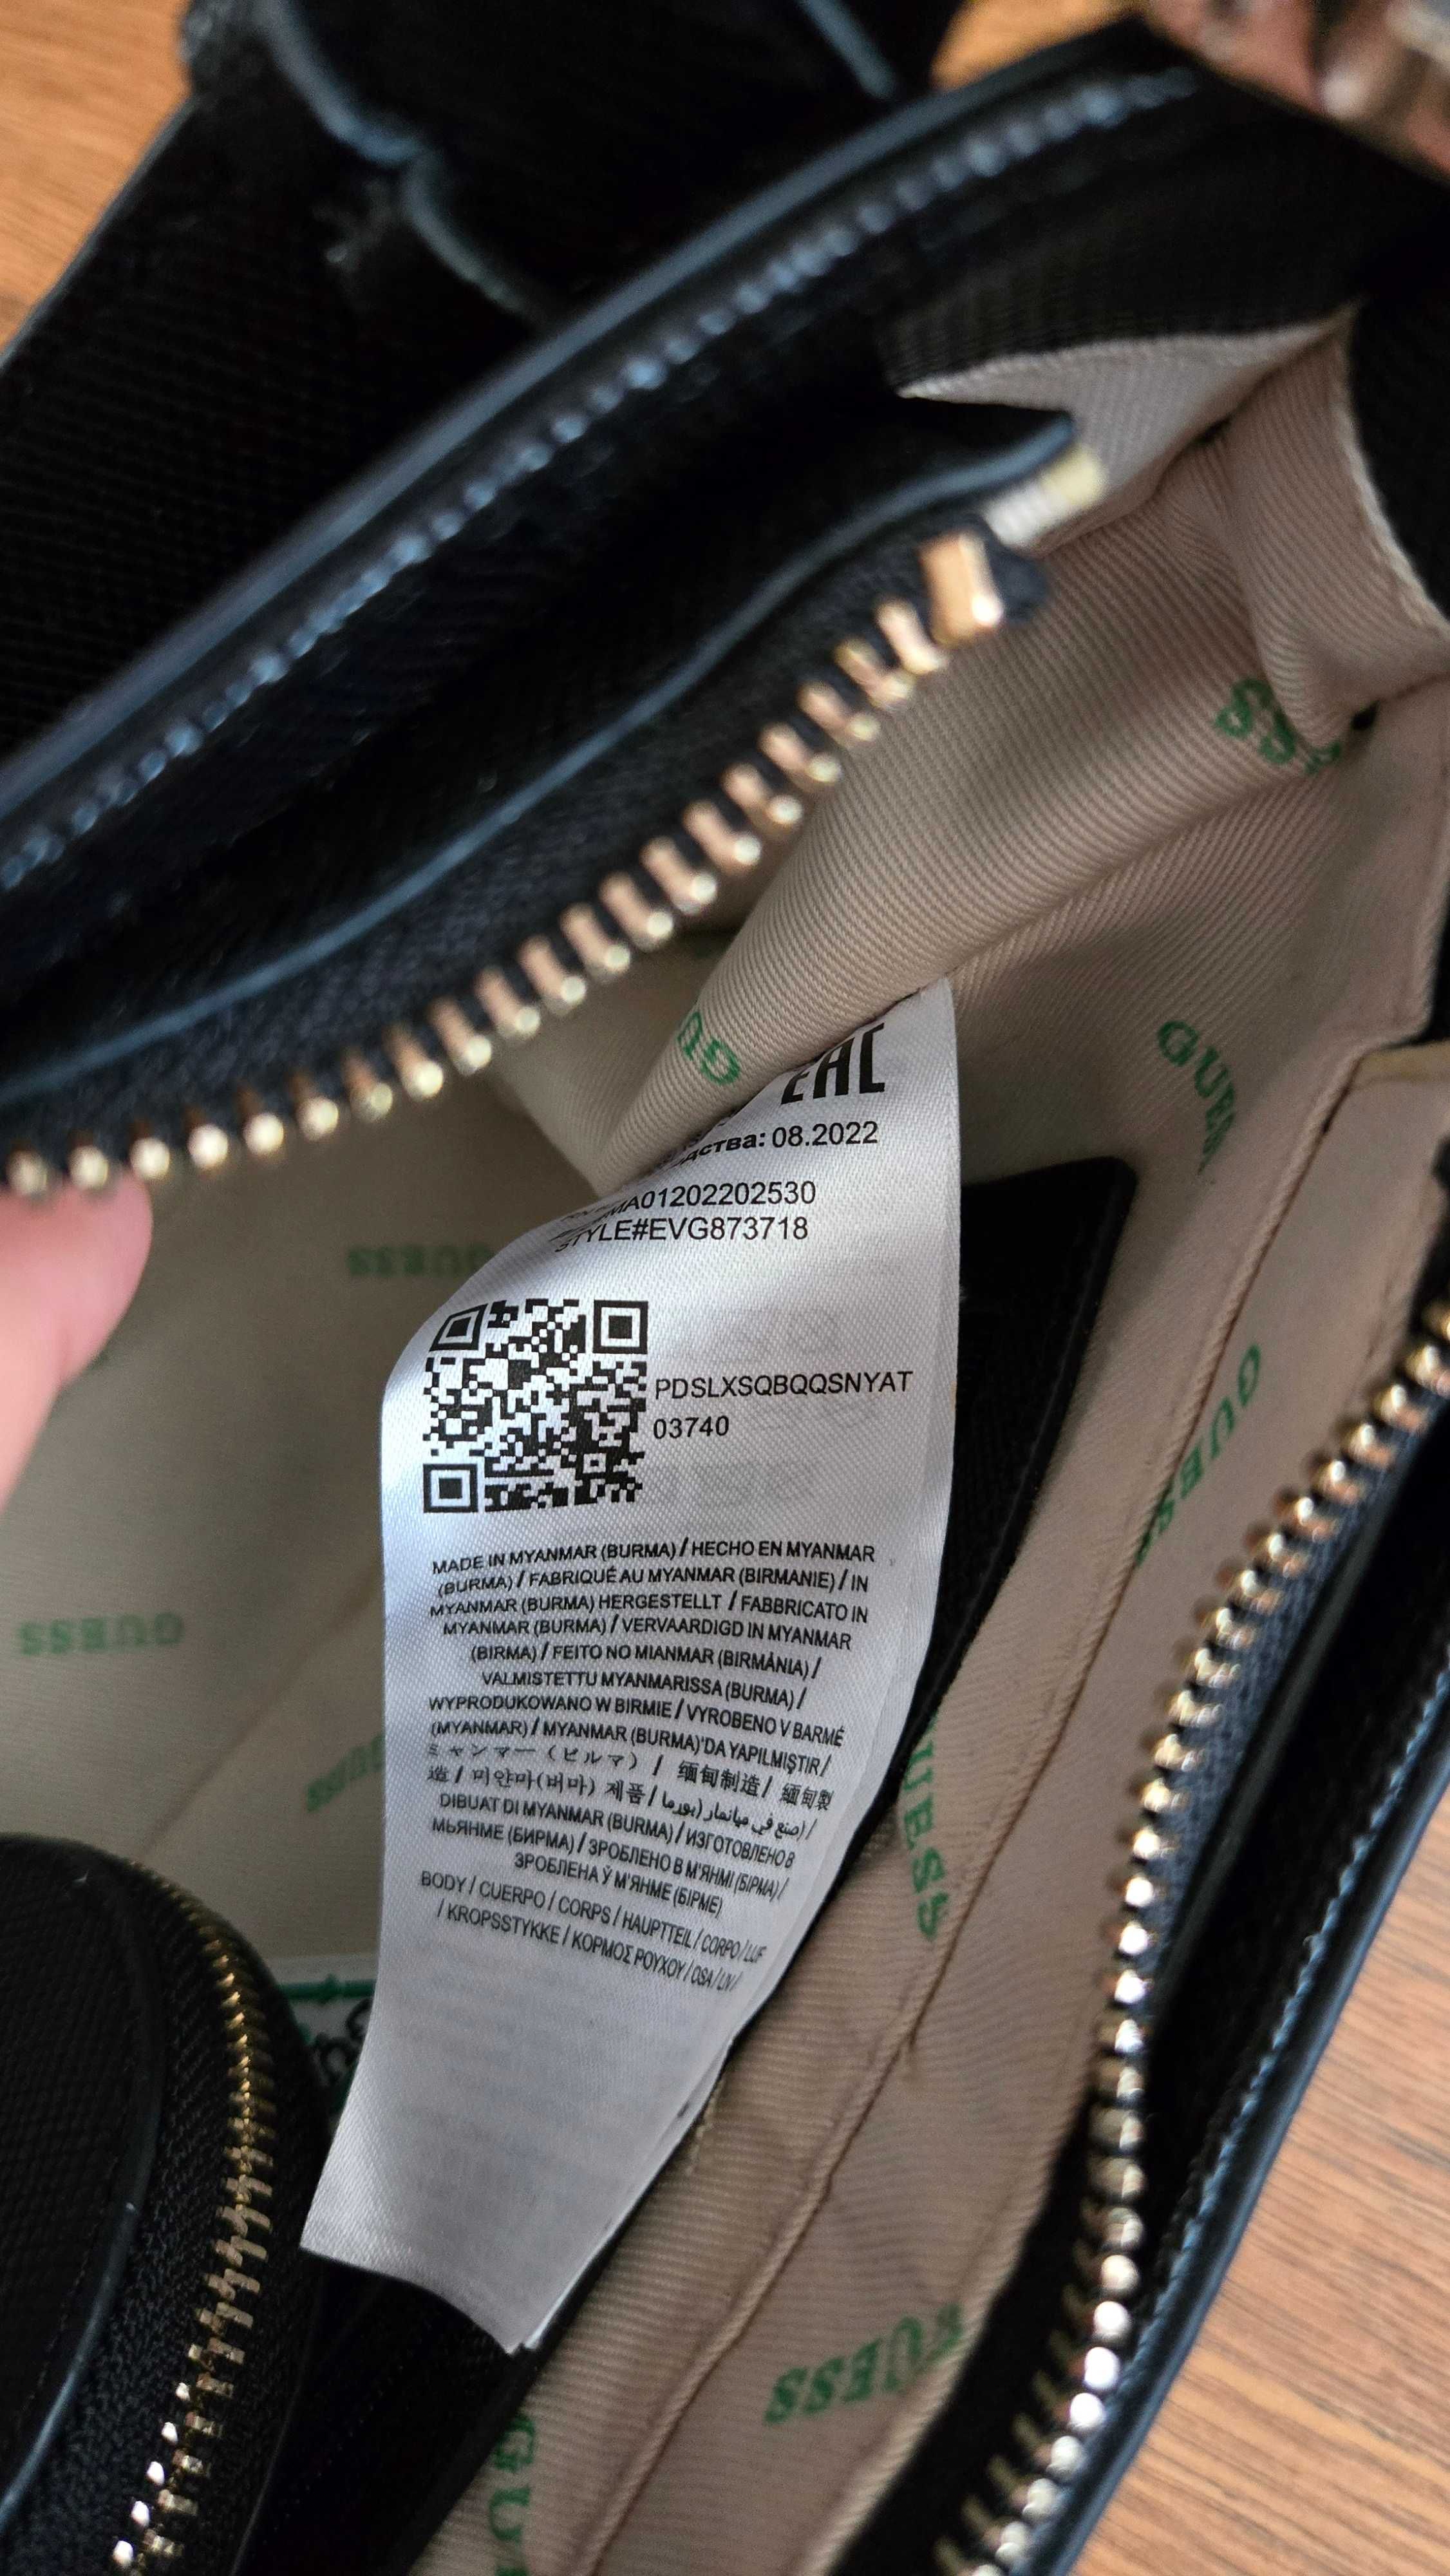 EAC
08.2022
MA01202202530
STYLE#EVG873718
PDSLXSQBQQSNYAT
03740
MADE IN MYANMAR (BURMA) / HECHO EN MYANMAR
(BURMA) / FABRIQUÉ AU MYANMAR (BIRMANIE) / IN
MYANMAR (BURMA) HERGESTELLT / FABBRICATO IN
MYANMAR (BURMA) / VERVAARDIGD IN MYANMAR
(BIRMA) / FEITO NO MIANMAR (BIRMÂNIA) /
VALMISTETTU MYANMARISSA (BURMA) /
WYPRODUKOWANO W BIRMIE / VYROBENO V BARMĚ
(MYANMAR) / MYANMAR (BURMA)'DA YAPILMIŞTIR /
ミャンマー (ビルマ) / 缅甸制造 / 緬甸製
造 / 미얀마(버마) 제품 / صنع في ميانمار (بورما) /
DIBUAT DI MYANMAR (BURMA) / ИЗГОТОВЛЕНО В
МЬЯНМЕ (БИРМА) / ЗРОБЛЕНО В М'ЯНМІ (БІРМА) /
ЗРОБЛЕНА Ў М'ЯНМЕ (БІРМЕ)
BODY / CUERPO / CORPS / HAUPTTEIL / CORPO /
/ KROPSSTYKKE / ΚΟΡΜΟΣ ΡΟΥΧΟΥ / OSA /
GUESS
GUESS
GUESS
GUESS
GUESS